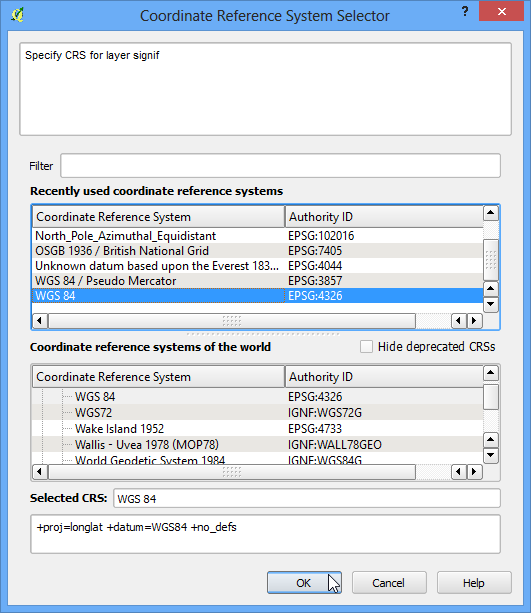 Coordinate Reference System Selector
?
Specify CRS for layer signif
Filter
Recently used coordinate reference systems
Coordinate Reference System Authority ID
North_Pole_Azimuthal_Equidistant EPSG:102016
OSGB 1936 / British National Grid EPSG:7405
Unknown datum based upon the Everest 183... EPSG:4044
WGS 84 / Pseudo Mercator EPSG:3857
WGS 84 EPSG:4326
Coordinate reference systems of the world Hide deprecated CRSs
Coordinate Reference System Authority ID
WGS 84 EPSG:4326
WGS72 IGNF:WGS72G
Wake Island 1952 EPSG:4733
Wallis - Uvea 1978 (MOP78) IGNF:WALL78GEO
World Geodetic System 1984 IGNF:WGS84G
Selected CRS: WGS 84
+proj=longlat +datum=WGS84 +no_defs
OK Cancel Help